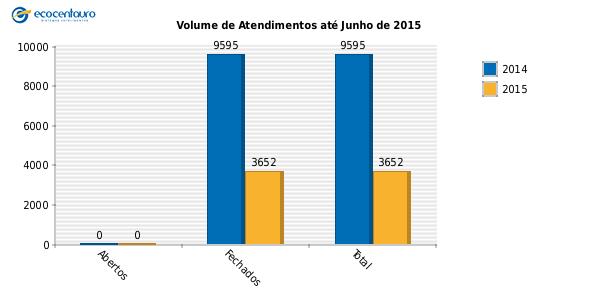 ecocentauro
Volume de Atendimentos até Junho de 2015
10000
8000
6000
4000
2000
0
0
0
9595
3652
9595
3652
Abertos
Fechados
Total
2014
2015